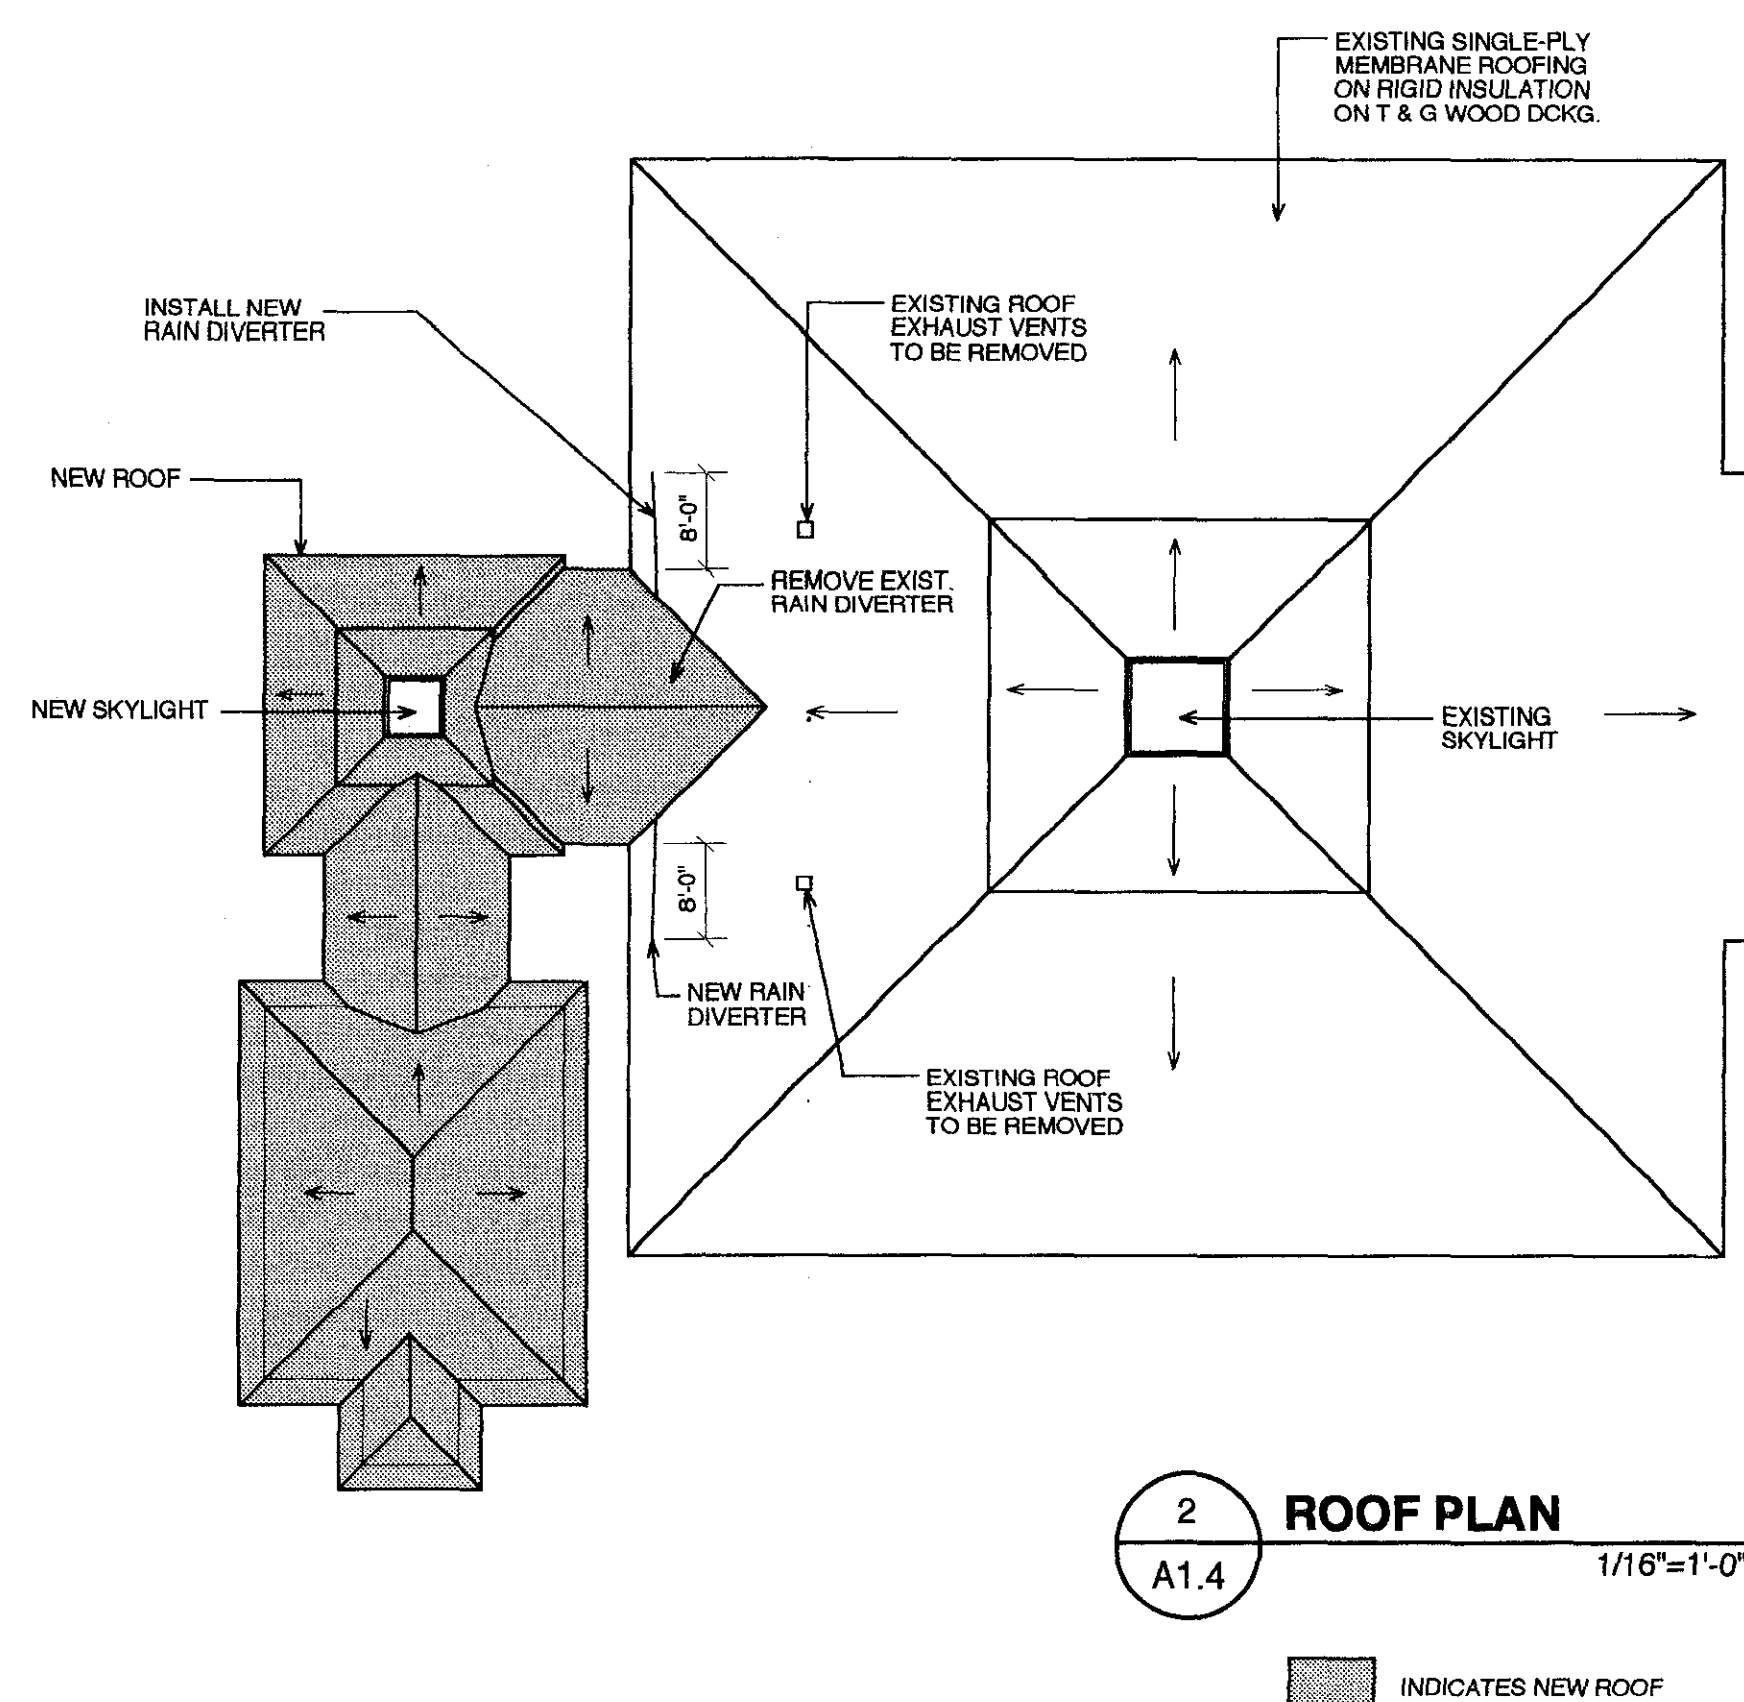 EXISTING SINGLE-PLY
MEMBRANE ROOFING
ON RIGID INSULATION
ON T & G WOOD DCKG.
INSTALL NEW
RAIN DIVERTER
EXISTING ROOF
EXHAUST VENTS
TO BE REMOVED
NEW ROOF
8'-0"
REMOVE EXIST.
RAIN DIVERTER
NEW SKYLIGHT
EXISTING
SKYLIGHT
8'-0"
NEW RAIN
DIVERTER
EXISTING ROOF
EXHAUST VENTS
TO BE REMOVED
2
A1.4
ROOF PLAN
1/16"=1'-0"
INDICATES NEW ROOF